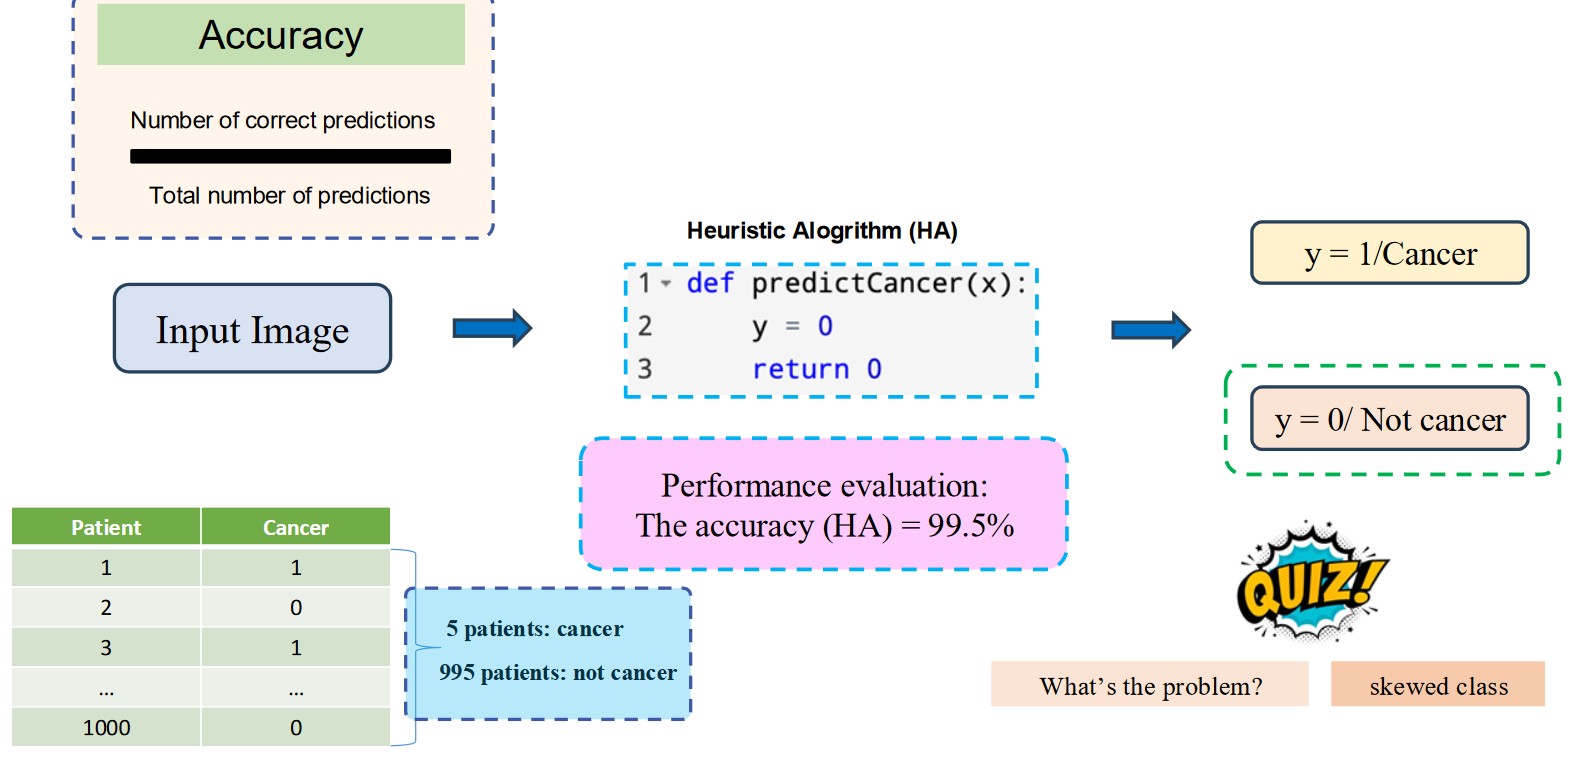 Accuracy
Number of correct predictions
Total number of predictions
Input Image
Heuristic Alogrithm (HA)
1 def predictCancer(x):
2 y = 0
3 return 0
y = 1/Cancer
y = 0/ Not cancer
Performance evaluation:
The accuracy (HA) = 99.5%
Patient Cancer
1 1
2 0
3 1
... ...
1000 0
5 patients: cancer
995 patients: not cancer
QUIZ!
What's the problem?
skewed class